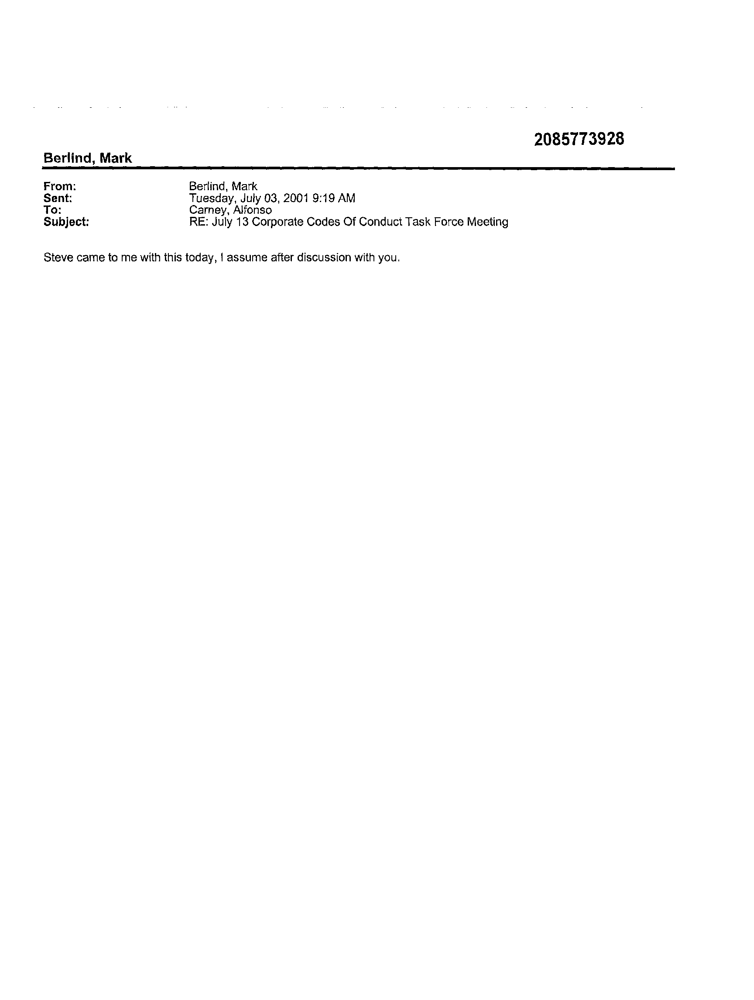 2085773928
Berlind, Mark
From: Berlind, Mark
Sent: Tuesday, July 03, 2001 9:19 AM
To: Carney, Alfonso
Subject: RE: July 13 Corporate Codes Of Conduct Task Force Meeting
Steve came to me with this today, I assume after discussion with you.